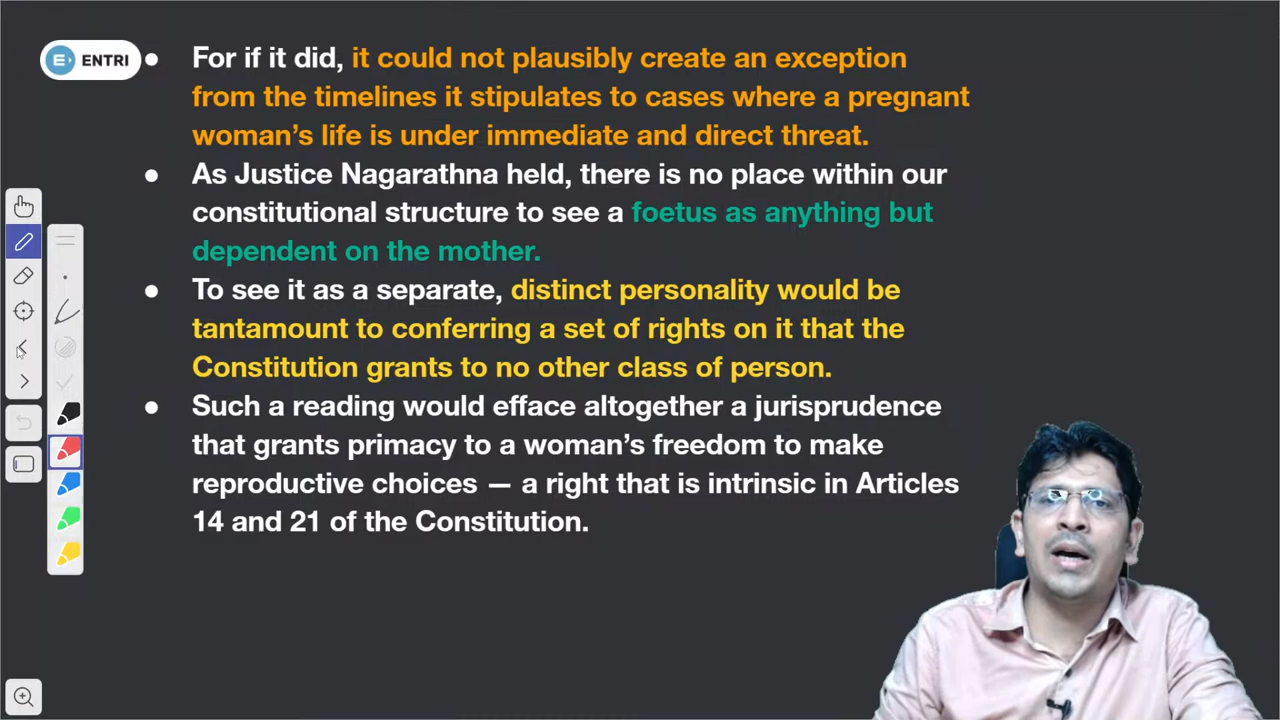 ENTRI
• For if it did, it could not plausibly create an exception
from the timelines it stipulates to cases where a pregnant
woman’s life is under immediate and direct threat.
• As Justice Nagarathna held, there is no place within our
constitutional structure to see a foetus as anything but
dependent on the mother.
• To see it as a separate, distinct personality would be
tantamount to conferring a set of rights on it that the
Constitution grants to no other class of person.
• Such a reading would efface altogether a jurisprudence
that grants primacy to a woman’s freedom to make
reproductive choices — a right that is intrinsic in Articles
14 and 21 of the Constitution.